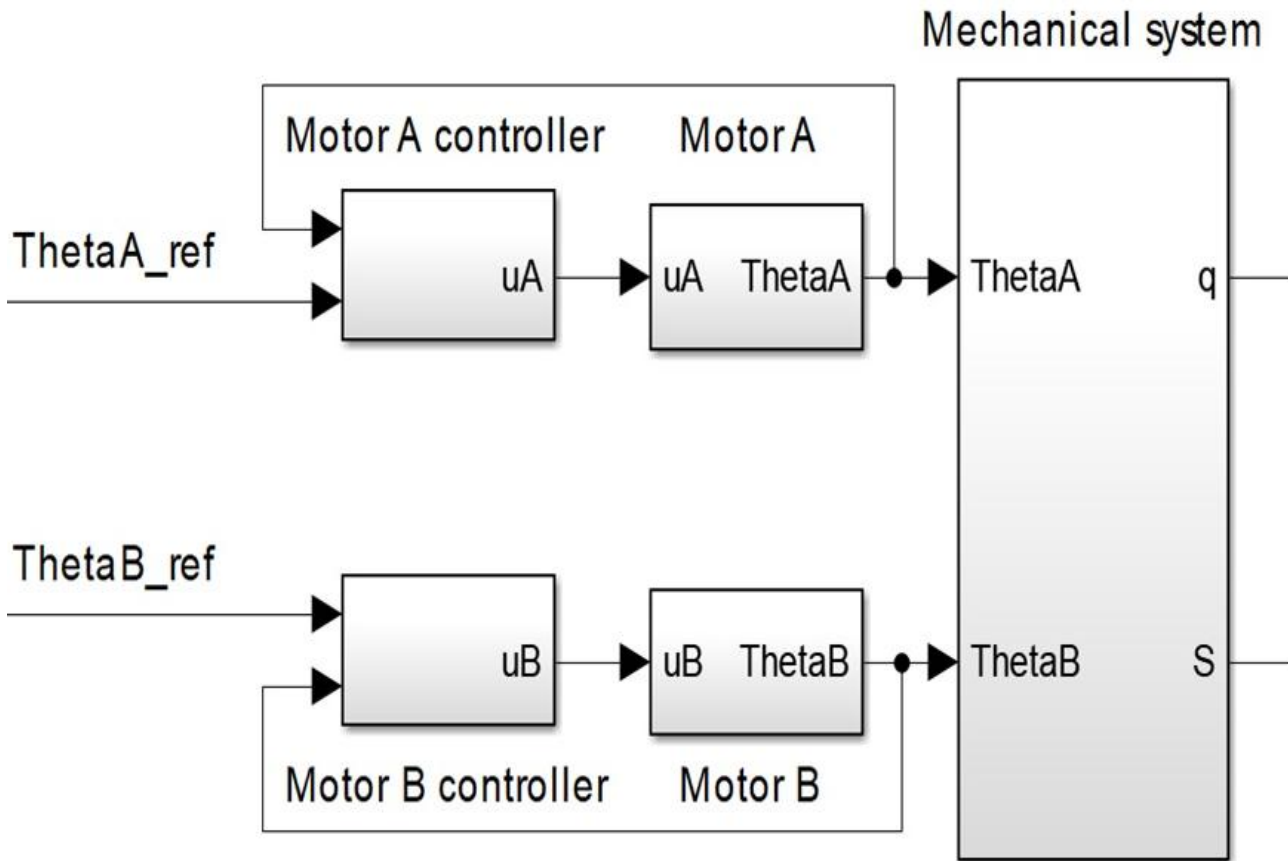 Mechanical system
Motor A controller
Motor A
ThetaA_ref
uA
uA
ThetaA
ThetaA
q
ThetaB_ref
uB
uB
ThetaB
ThetaB
S
Motor B controller
Motor B